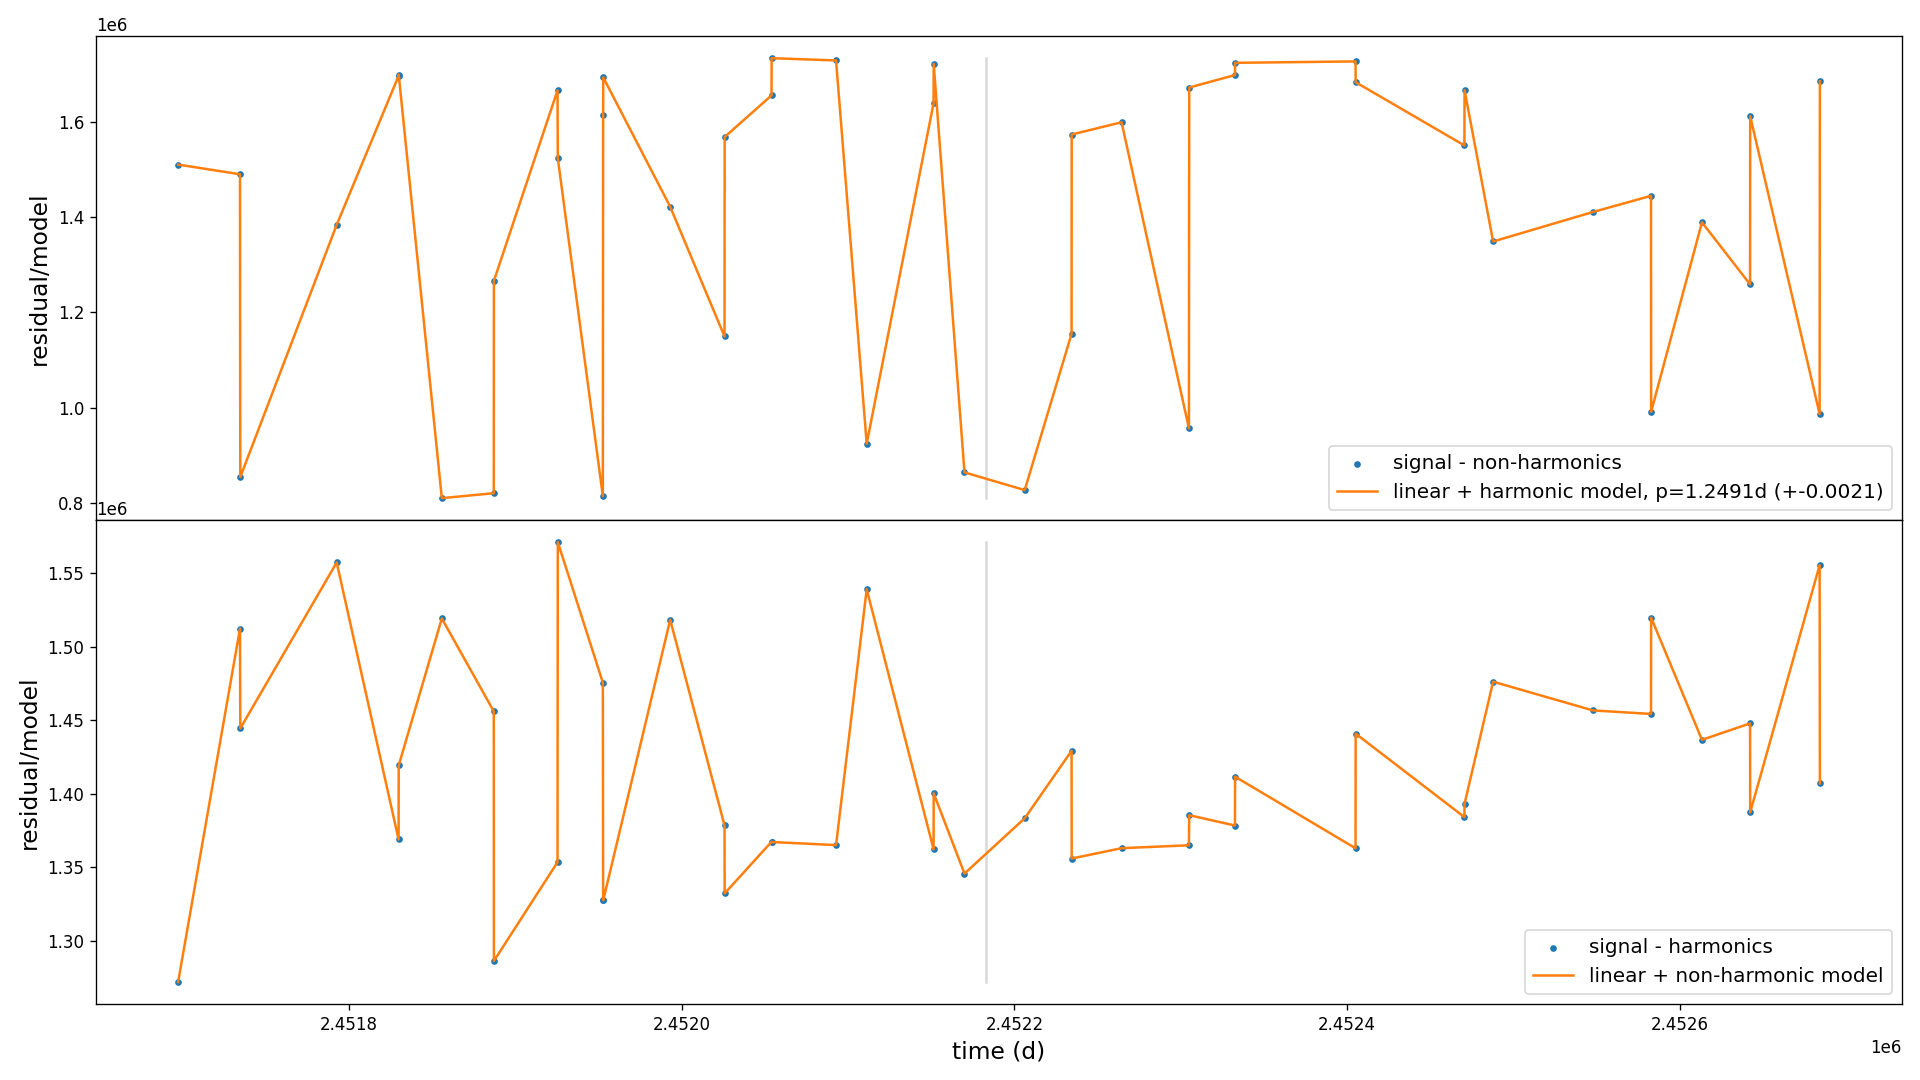 1e6
1.6
1.4
1.2
1.0
0.8
residual/model
signal - non-harmonics
linear + harmonic model, p=1.2491d (+-0.0021)
1e6
1.55
1.50
1.45
1.40
1.35
1.30
residual/model
signal - harmonics
linear + non-harmonic model
2.4518
2.4520
2.4522
2.4524
2.4526
1e6
time (d)